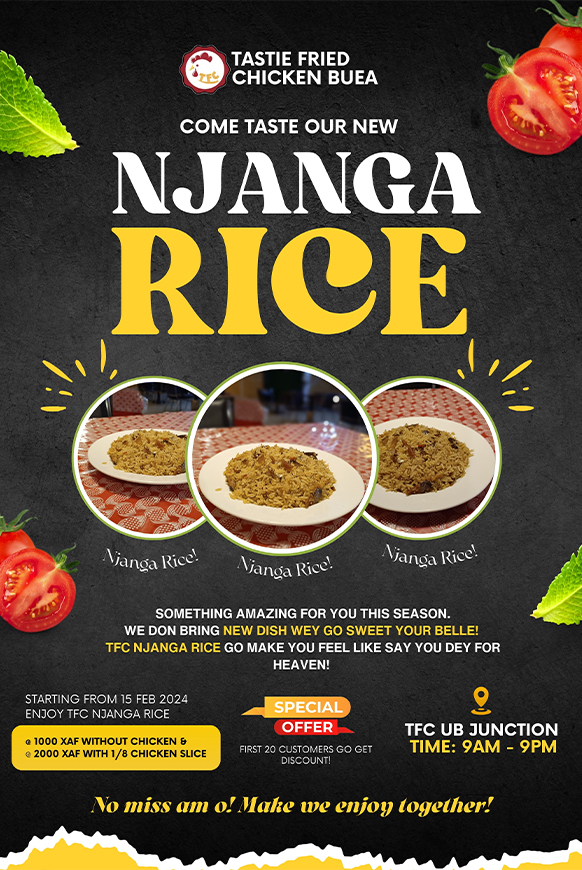 TFC
TASTIE FRIED
CHICKEN BUEA
COME TASTE OUR NEW
NJANGA
RICE
Njanga Rice!
Njanga Rice!
Njanga Rice!
SOMETHING AMAZING FOR YOU THIS SEASON.
WE DON BRING NEW DISH WEY GO SWEET YOUR BELLE!
TFC NJANGA RICE GO MAKE YOU FEEL LIKE SAY YOU DEY FOR
HEAVEN!
STARTING FROM 15 FEB 2024
ENJOY TFC NJANGA RICE
@ 1000 XAF WITHOUT CHICKEN &
@ 2000 XAF WITH 1/8 CHICKEN SLICE
SPECIAL
OFFER
FIRST 20 CUSTOMERS GO GET
DISCOUNT!
TFC UB JUNCTION
TIME: 9AM - 9PM
No miss am o! Make we enjoy together!